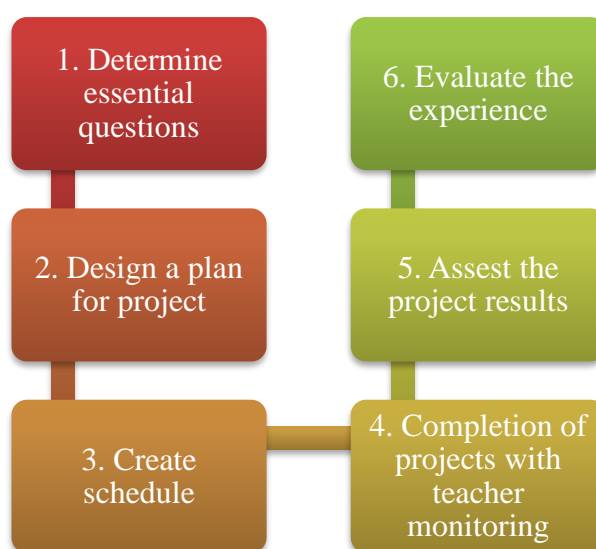 1. Determine
essential
questions
2. Design a plan
for project
3. Create
schedule
4. Completion of
projects with
teacher
monitoring
5. Assest the
project results
6. Evaluate the
experience